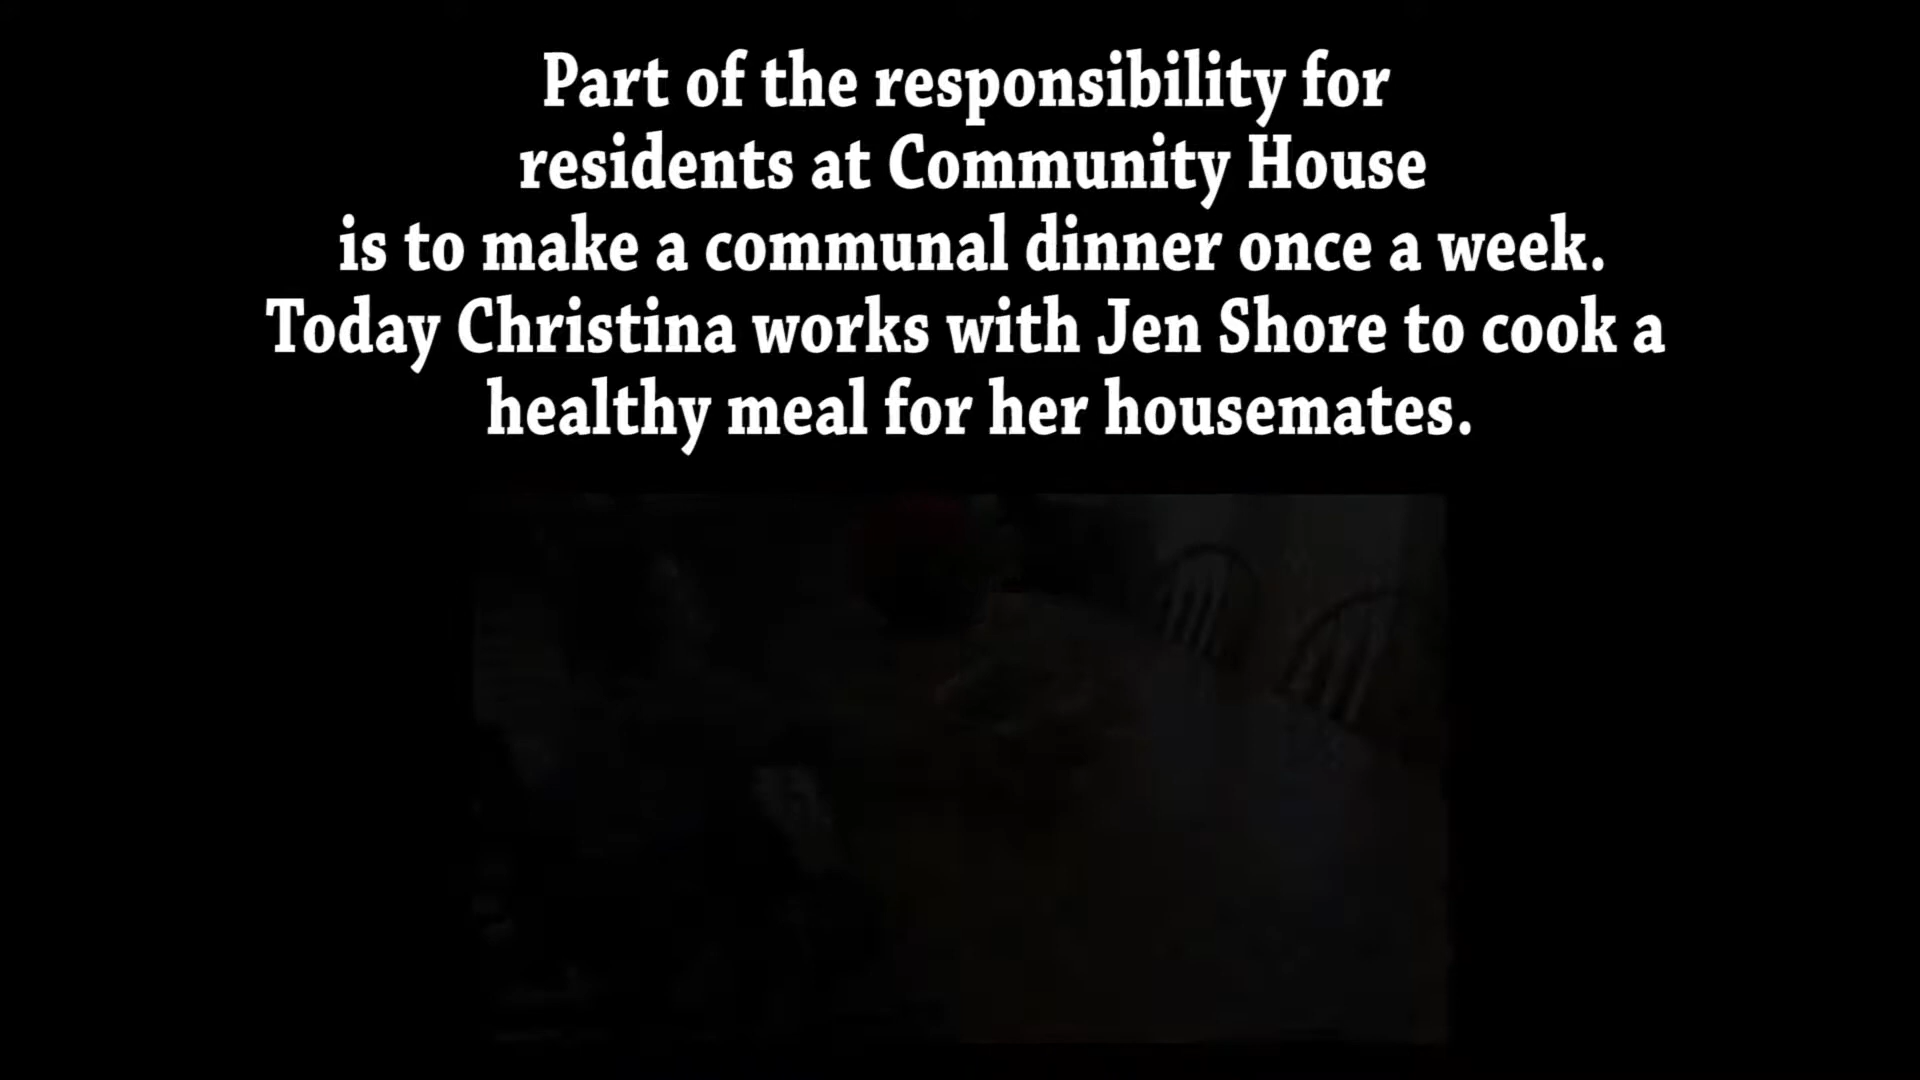 Part of the responsibility for
residents at Community House
is to make a communal dinner once a week.
Today Christina works with Jen Shore to cook a
healthy meal for her housemates.